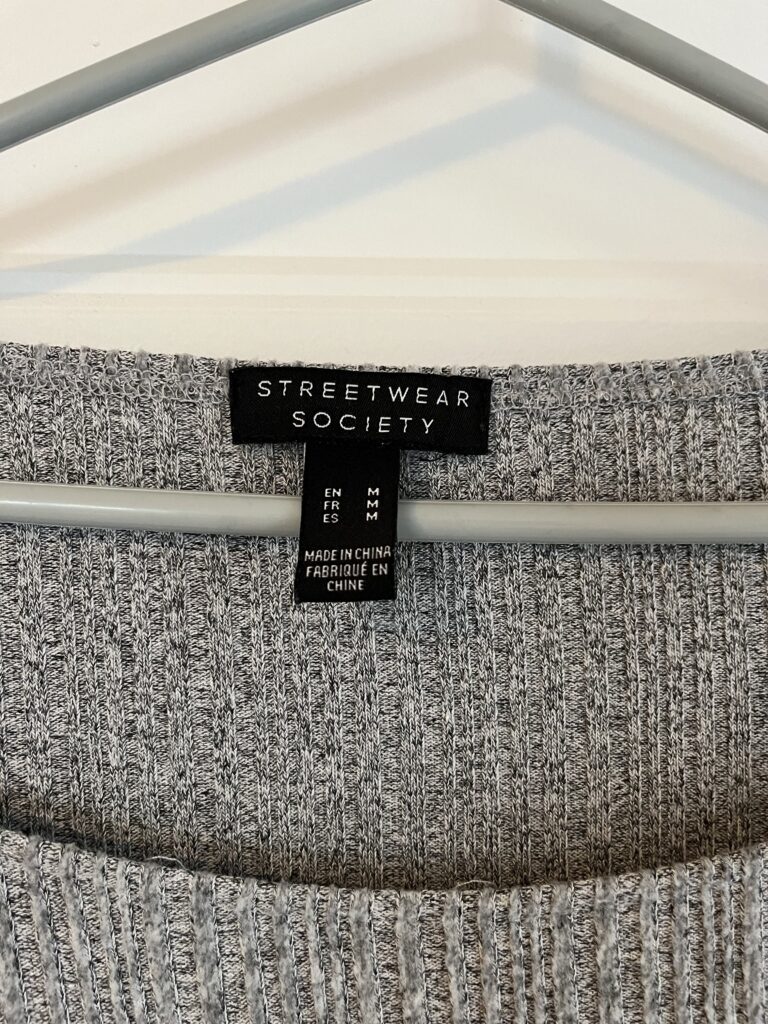 STREETWEAR
SOCIETY
EN M
FR M
ES M
MADE IN CHINA
FABRIQUÉ EN
CHINE